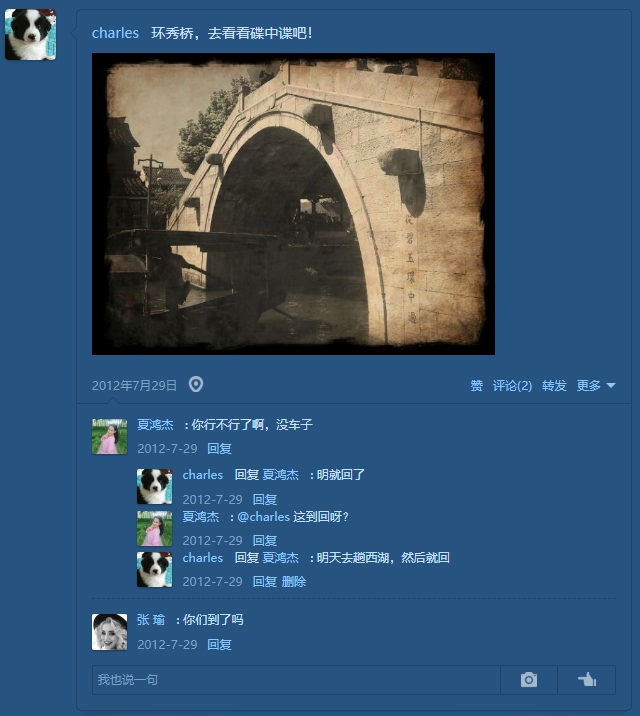 charles 环秀桥，去看看碟中谍吧！
碧
玉
環
中
過
2012年7月29日
赞 评论(2) 转发 更多
夏鸿杰 : 你行不行了啊，没车子
2012-7-29 回复
charles 回复 夏鸿杰 : 明就回了
2012-7-29 回复
夏鸿杰 : @charles 这到回呀？
2012-7-29 回复
charles 回复 夏鸿杰 : 明天去趟西湖，然后就回
2012-7-29 回复 删除
张 瑜 : 你们到了吗
2012-7-29 回复
我也说一句